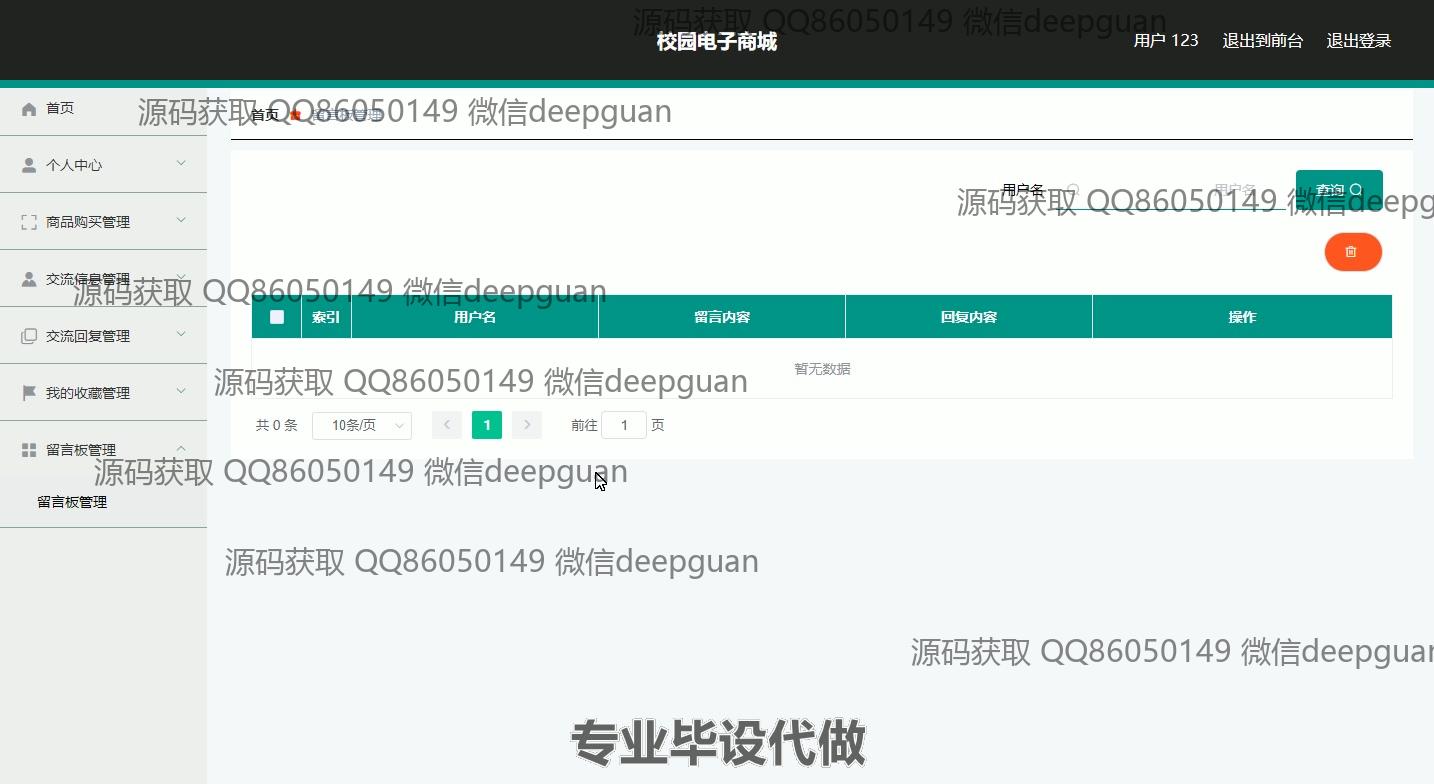 源码获取 QQ86050149 微信deepguan
校园电子商城
用户 123 退出到前台 退出登录
首页
源码获取 QQ86050149 微信deepguan
首页 留言板管理
个人中心
用户名 用户名 查询
源码获取 QQ86050149 微信deepg
商品购买管理
交流信息管理
源码获取 QQ86050149 微信deepguan
索引 用户名 留言内容 回复内容 操作
交流回复管理
暂无数据
源码获取 QQ86050149 微信deepguan
我的收藏管理
共 0 条 10条/页 1 前往 1 页
留言板管理
源码获取 QQ86050149 微信deepguan
留言板管理
源码获取 QQ86050149 微信deepguan
源码获取 QQ86050149 微信deepguan
专业毕设代做